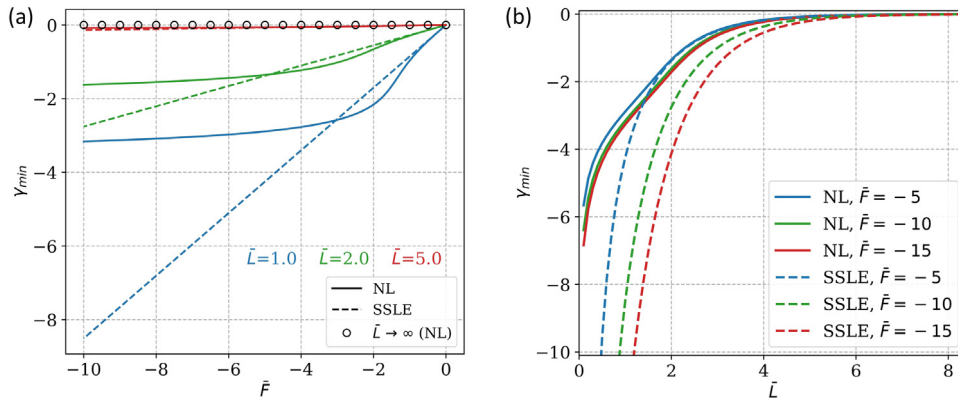 (a)
0
−2
−4
−6
−8
γmin
L̄=1.0 L̄=2.0 L̄=5.0
NL
SSLE
L̄ → ∞ (NL)
−10 −8 −6 −4 −2 0
F̄
(b)
0
−2
−4
−6
−8
−10
γmin
NL, F̄ = − 5
NL, F̄ = − 10
NL, F̄ = − 15
SSLE, F̄ = − 5
SSLE, F̄ = − 10
SSLE, F̄ = − 15
0 2 4 6 8
L̄